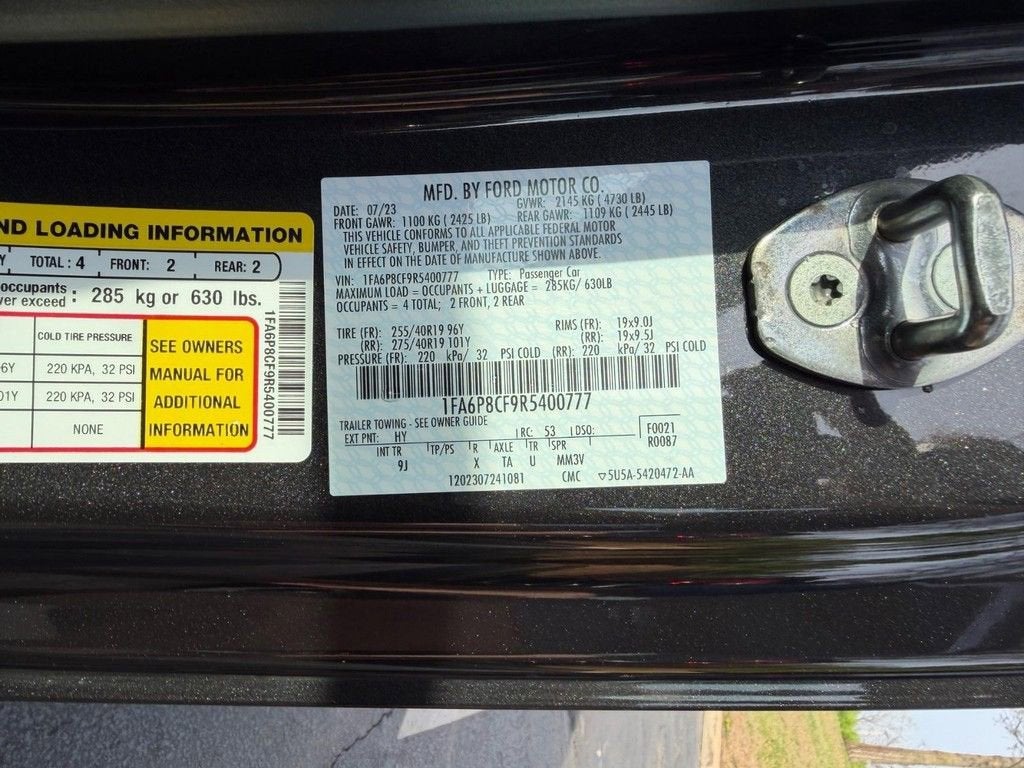 ND LOADING INFORMATION
Y TOTAL : 4 FRONT: 2 REAR: 2
occupants
ver exceed : 285 kg or 630 lbs.
COLD TIRE PRESSURE
6Y 220 KPA, 32 PSI
01Y 220 KPA, 32 PSI
NONE
SEE OWNERS
MANUAL FOR
ADDITIONAL
INFORMATION
1FA6P8CF9R5400777
MFD. BY FORD MOTOR CO.
DATE: 07/23 GVWR: 2145 KG ( 4730 LB)
FRONT GAWR: 1100 KG ( 2425 LB) REAR GAWR: 1109 KG ( 2445 LB)
THIS VEHICLE CONFORMS TO ALL APPLICABLE FEDERAL MOTOR
VEHICLE SAFETY, BUMPER, AND THEFT PREVENTION STANDARDS
IN EFFECT ON THE DATE OF MANUFACTURE SHOWN ABOVE.
VIN: 1FA6P8CF9R5400777 TYPE: Passenger Car
MAXIMUM LOAD = OCCUPANTS + LUGGAGE = 285KG/ 630LB
OCCUPANTS = 4 TOTAL; 2 FRONT, 2 REAR
TIRE (FR): 255/40R19 96Y RIMS (FR): 19x9.0J
(RR): 275/40R19 101Y (RR): 19x9.5J
PRESSURE (FR): 220 kPa/ 32 PSI COLD (RR): 220 kPa/ 32 PSI COLD
1FA6P8CF9R5400777
TRAILER TOWING - SEE OWNER GUIDE
EXT PNT: HY RC: 53 DSO: F0021
INT TR TP/PS R AXLE TR SPR R0087
9J X TA U MM3V
1202307241081 CMC 5U5A-5420472-AA